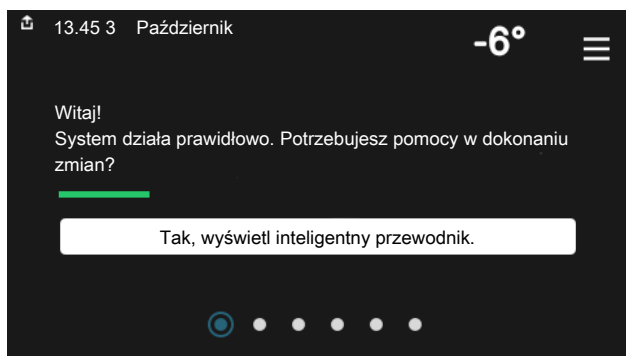 13.45 3 Październik
-6°
Witaj!
System działa prawidłowo. Potrzebujesz pomocy w dokonaniu
zmian?
Tak, wyświetl inteligentny przewodnik.